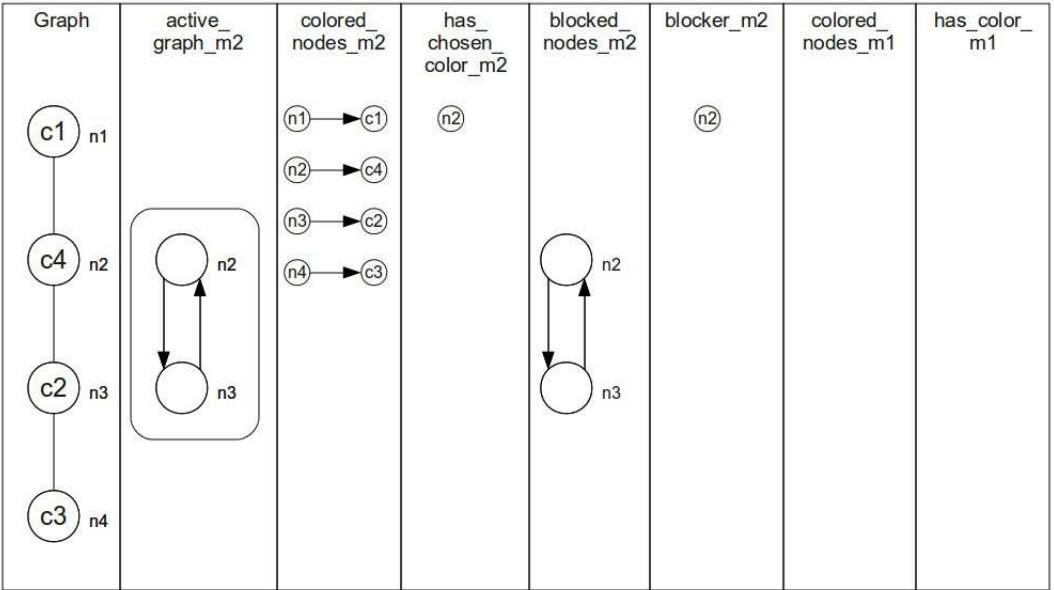 Graph
active_
graph_m2
colored_
nodes_m2
has_
chosen_
color_m2
blocked_
nodes_m2
blocker_m2
colored_
nodes_m1
has_color_
m1
c1 n1
n1 c1
n2
n2
n2 c4
n3 c2
c4 n2
n2
n4 c3
n2
c2 n3
n3
n3
c3 n4